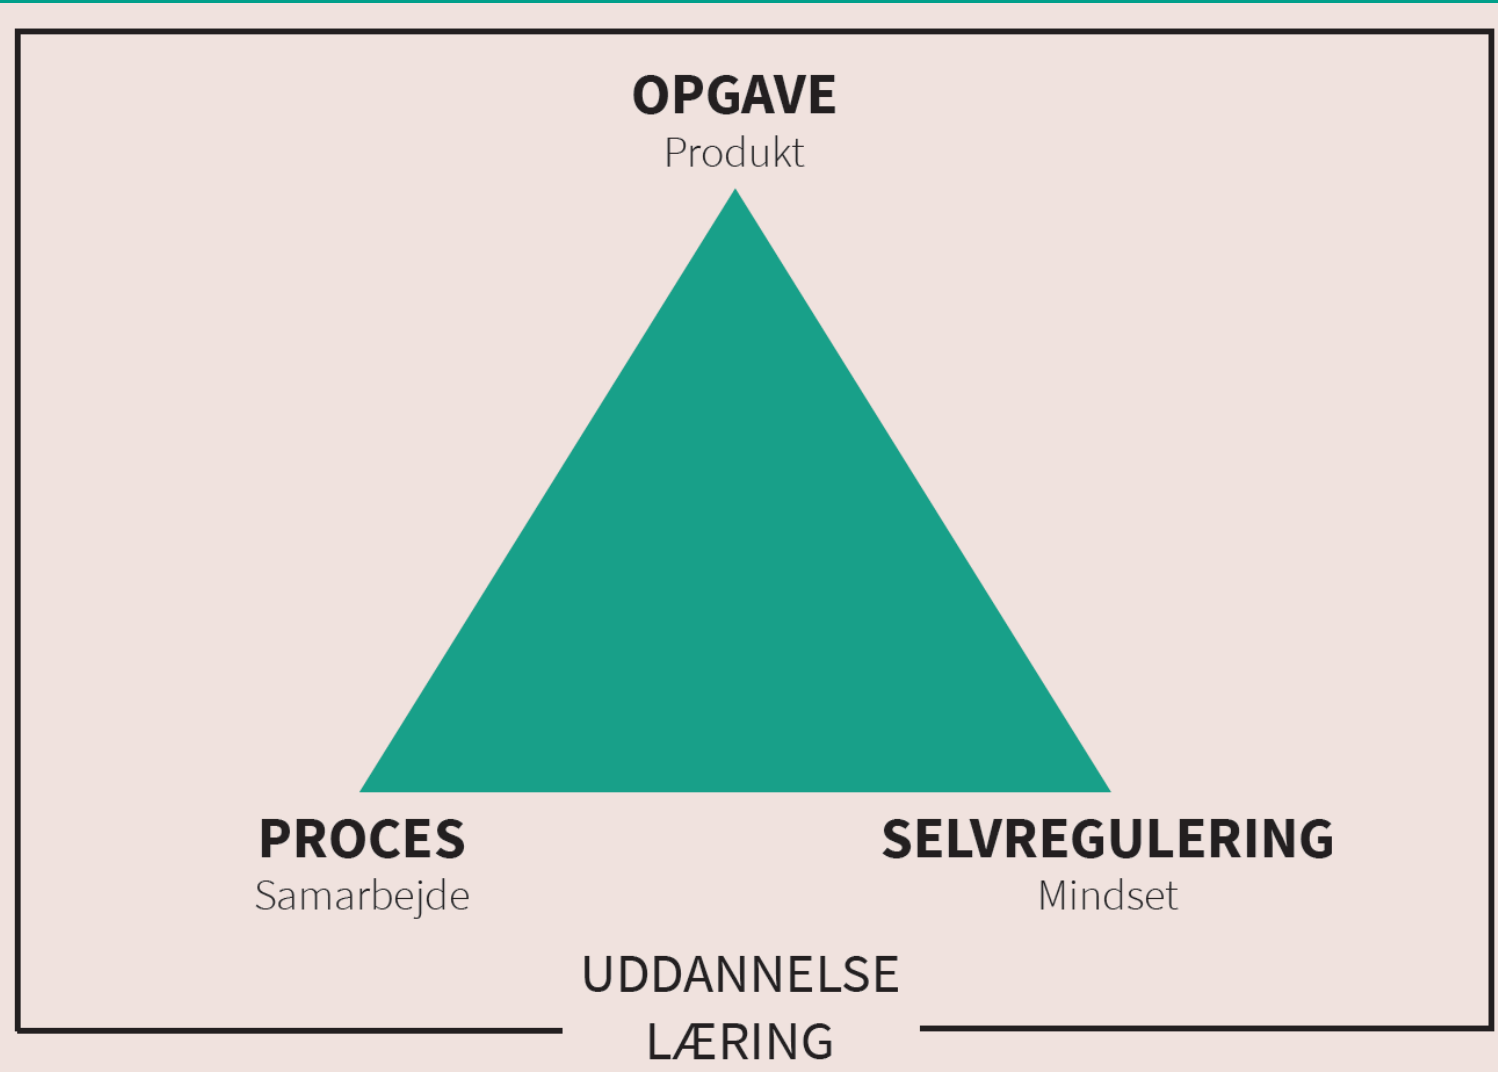 OPGAVE
Produkt
PROCES
Samarbejde
SELVREGULERING
Mindset
UDDANNELSE
LÆRING